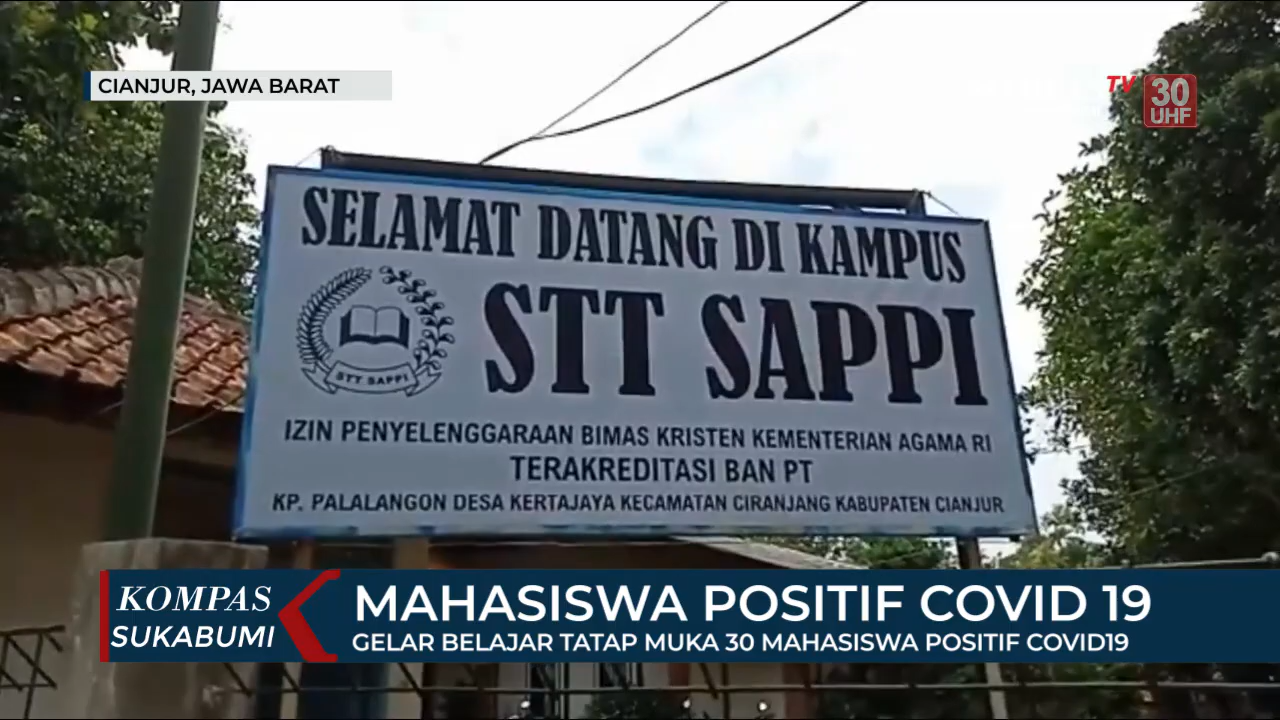 CIANJUR, JAWA BARAT
TV
30
UHF
SELAMAT DATANG DI KAMPUS
STT SAPPI
STT SAPPI
IZIN PENYELENGGARAAN BIMAS KRISTEN KEMENTERIAN AGAMA RI
TERAKREDITASI BAN PT
KP. PALALANGON DESA KERTAJAYA KECAMATAN CIRANJANG KABUPATEN CIANJUR
KOMPAS
SUKABUMI
MAHASISWA POSITIF COVID 19
GELAR BELAJAR TATAP MUKA 30 MAHASISWA POSITIF COVID19